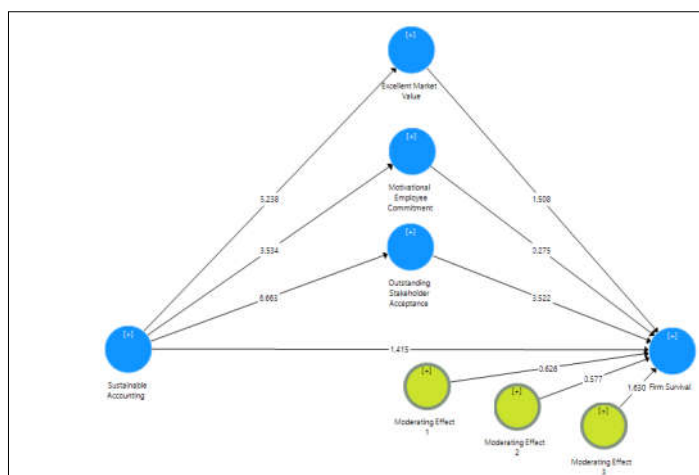 [+]
Excellent Market
Value
[+]
Motivational
Employee
Commitment
5.238
1.508
3.534
0.275
[+]
Outstanding
Stakeholder
Acceptance
6.663
3.522
[+]
Sustainable
Accounting
1.415
[+]
Firm Survival
[+]
Moderating Effect
1
0.626
[+]
Moderating Effect
2
0.577
[+]
Moderating Effect
3
1.630